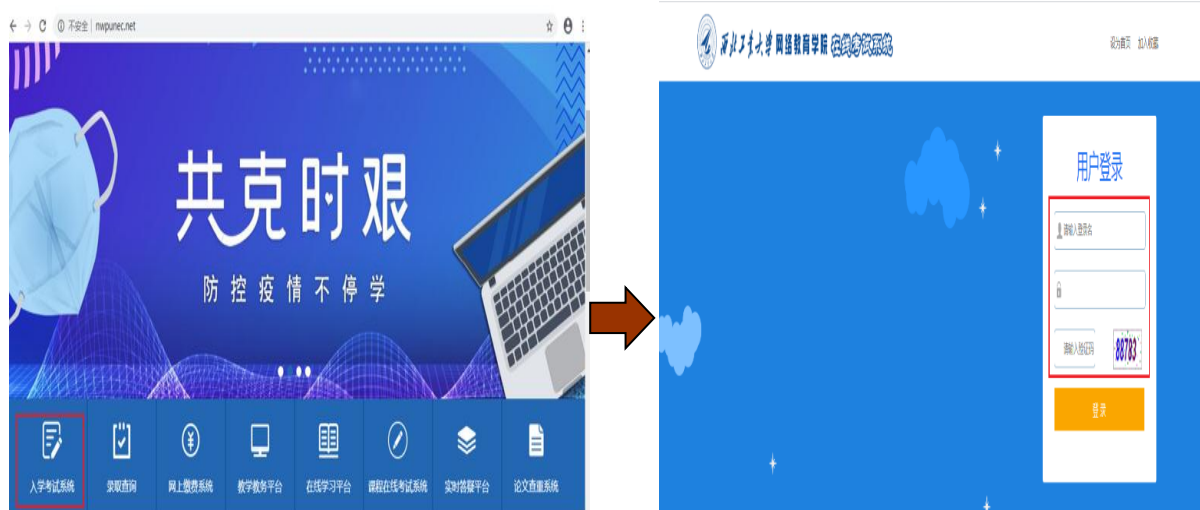 不安全 | nwpunec.net
共克时艰
防控疫情不停学
入学考试系统
录取查询
网上缴费系统
教学教务平台
在线学习平台
课程在线考试系统
实时答疑平台
论文查重系统
西北工业大学 网络教育学院 在线考试系统
设为首页 加入收藏
用户登录
请输入登录名
请输入验证码
88783
登录